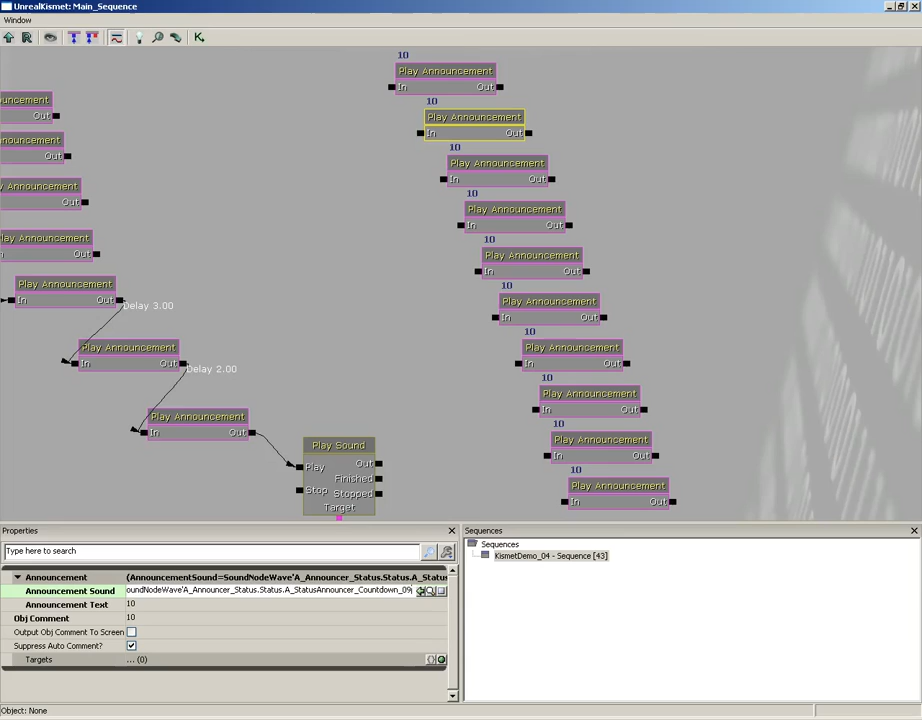 UnrealKismet: Main_Sequence
Window
10
Play Announcement
In Out
10
Play Announcement
In Out
10
Play Announcement
In Out
10
Play Announcement
In Out
10
Play Announcement
In Out
10
Play Announcement
In Out
10
Play Announcement
In Out
10
Play Announcement
In Out
Play Announcement
In Out
10
Play Announcement
In Out
uncement
Out
nouncement
Out
Announcement
Out
lay Announcement
Out
Play Announcement
In Out
Delay 3.00
Play Announcement
In Out
Delay 2.00
Play Announcement
In Out
Play Sound
Play Out
Finished
Stop Stopped
Target
Properties
Type here to search
Announcement (AnnouncementSound=SoundNodeWave'A_Announcer_Status.Status.A_Status
Announcement Sound oundNodeWave'A_Announcer_Status.Status.A_StatusAnnouncer_Countdown_09
Announcement Text 10
Obj Comment 10
Output Obj Comment To Screen
Suppress Auto Comment?
Targets ... (0)
Sequences
Sequences
KismetDemo_04 - Sequence [43]
Object: None